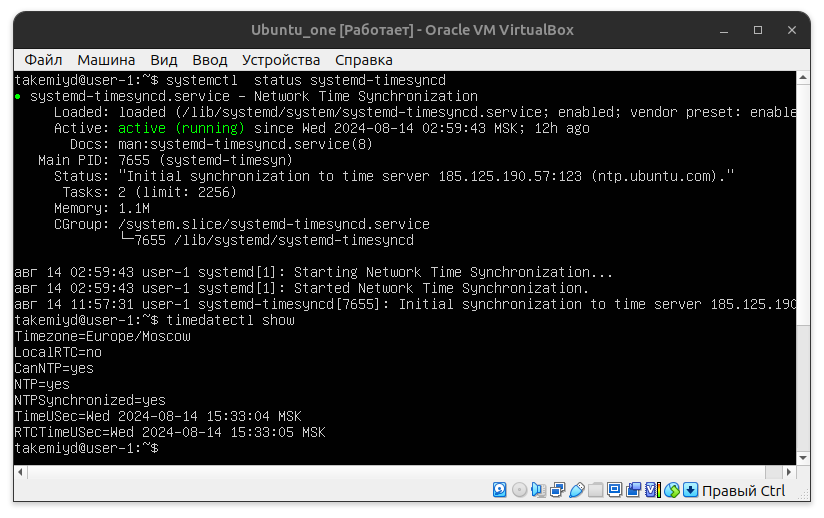 Ubuntu_one [Работает] - Oracle VM VirtualBox
Файл Машина Вид Ввод Устройства Справка
takemiyd@user-1:~$ systemctl  status systemd-timesyncd
● systemd-timesyncd.service - Network Time Synchronization
     Loaded: loaded (/lib/systemd/system/systemd-timesyncd.service; enabled; vendor preset: enable
     Active: active (running) since Wed 2024-08-14 02:59:43 MSK; 12h ago
       Docs: man:systemd-timesyncd.service(8)
   Main PID: 7655 (systemd-timesyn)
     Status: "Initial synchronization to time server 185.125.190.57:123 (ntp.ubuntu.com)."
      Tasks: 2 (limit: 2256)
     Memory: 1.1M
     CGroup: /system.slice/systemd-timesyncd.service
             └─7655 /lib/systemd/systemd-timesyncd
авг 14 02:59:43 user-1 systemd[1]: Starting Network Time Synchronization...
авг 14 02:59:43 user-1 systemd[1]: Started Network Time Synchronization.
авг 14 11:57:31 user-1 systemd-timesyncd[7655]: Initial synchronization to time server 185.125.190
takemiyd@user-1:~$ timedatectl show
Timezone=Europe/Moscow
LocalRTC=no
CanNTP=yes
NTP=yes
NTPSynchronized=yes
TimeUSec=Wed 2024-08-14 15:33:04 MSK
RTCTimeUSec=Wed 2024-08-14 15:33:05 MSK
takemiyd@user-1:~$
Правый Ctrl